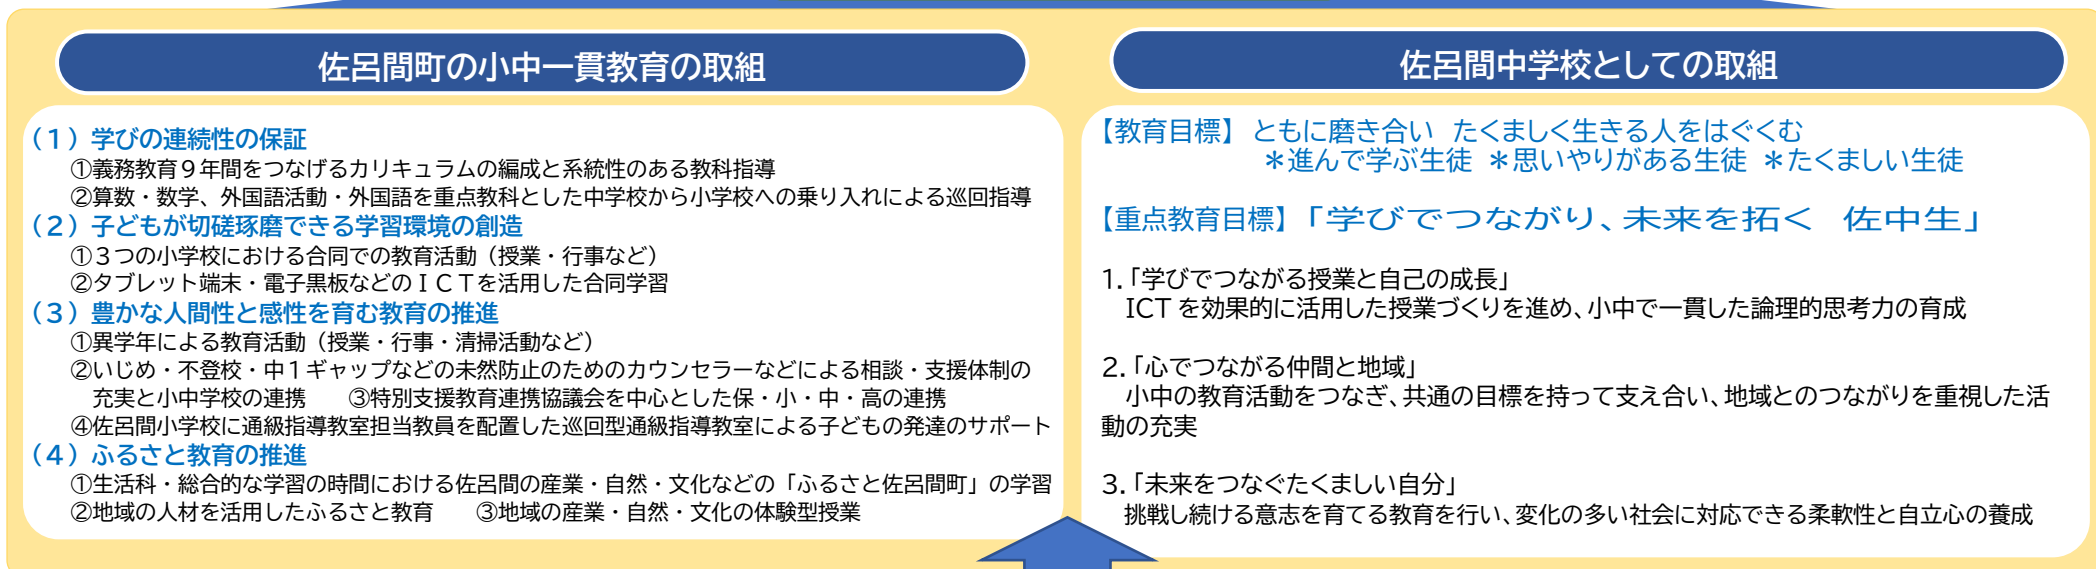 佐呂間町の小中一貫教育の取組
（１）学びの連続性の保証
①義務教育９年間をつなげるカリキュラムの編成と系統性のある教科指導
②算数・数学、外国語活動・外国語を重点教科とした中学校から小学校への乗り入れによる巡回指導
（２）子どもが切磋琢磨できる学習環境の創造
①３つの小学校における合同での教育活動（授業・行事など）
②タブレット端末・電子黒板などのＩＣＴを活用した合同学習
（３）豊かな人間性と感性を育む教育の推進
①異学年による教育活動（授業・行事・清掃活動など）
②いじめ・不登校・中１ギャップなどの未然防止のためのカウンセラーなどによる相談・支援体制の
充実と小中学校の連携　　③特別支援教育連携協議会を中心とした保・小・中・高の連携
④佐呂間小学校に通級指導教室担当教員を配置した巡回型通級指導教室による子どもの発達のサポート
（４）ふるさと教育の推進
①生活科・総合的な学習の時間における佐呂間の産業・自然・文化などの「ふるさと佐呂間町」の学習
②地域の人材を活用したふるさと教育　　③地域の産業・自然・文化の体験型授業
佐呂間中学校としての取組
【教育目標】 ともに磨き合い　たくましく生きる人をはぐくむ
＊進んで学ぶ生徒 ＊思いやりがある生徒 ＊たくましい生徒
【重点教育目標】「学びでつながり、未来を拓く　佐中生」
1.「学びでつながる授業と自己の成長」
ICT を効果的に活用した授業づくりを進め、小中で一貫した論理的思考力の育成
2.「心でつながる仲間と地域」
小中の教育活動をつなぎ、共通の目標を持って支え合い、地域とのつながりを重視した活
動の充実
3.「未来をつなぐたくましい自分」
挑戦し続ける意志を育てる教育を行い、変化の多い社会に対応できる柔軟性と自立心の養成